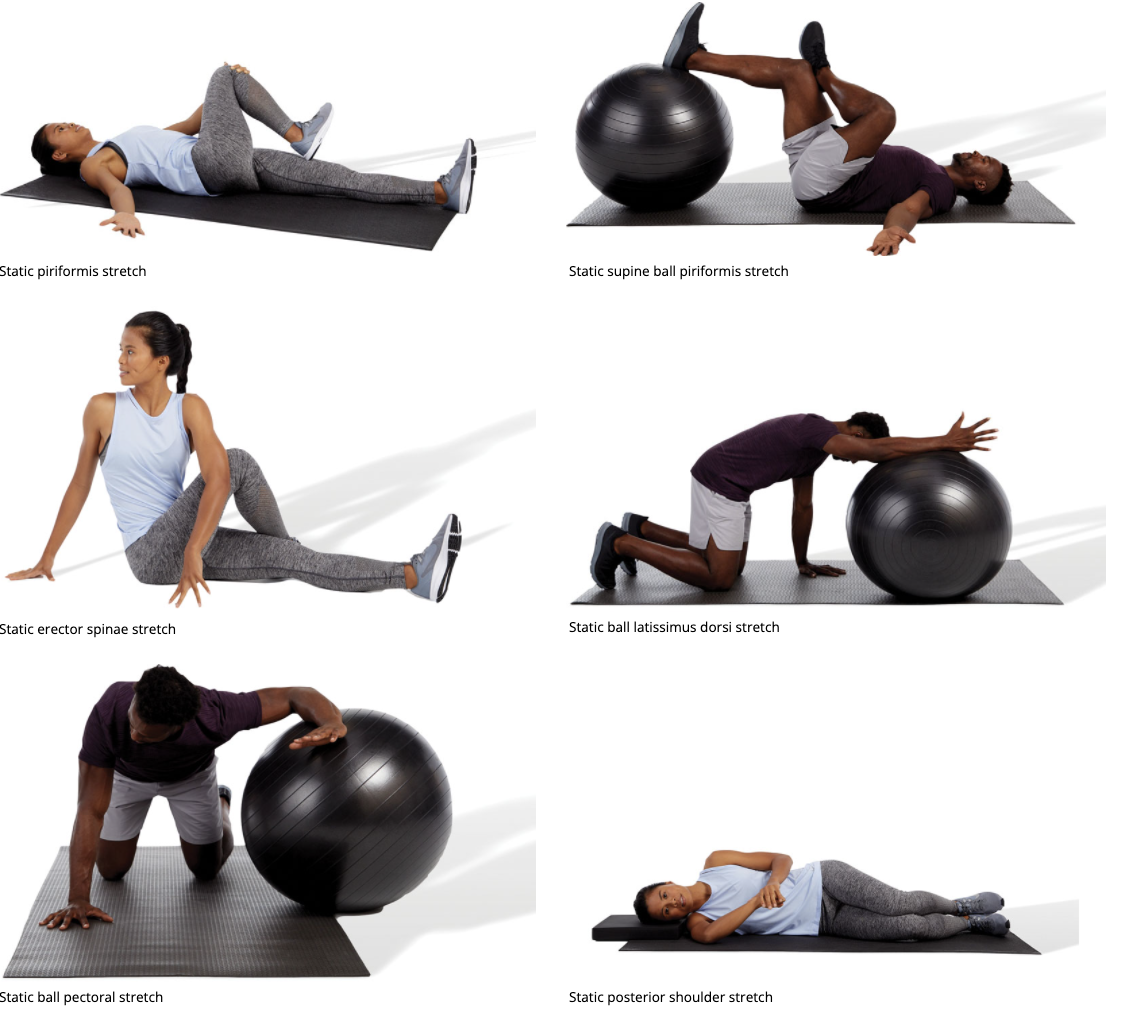 Static piriformis stretch
Static supine ball piriformis stretch
Static erector spinae stretch
Static ball latissimus dorsi stretch
Static ball pectoral stretch
Static posterior shoulder stretch